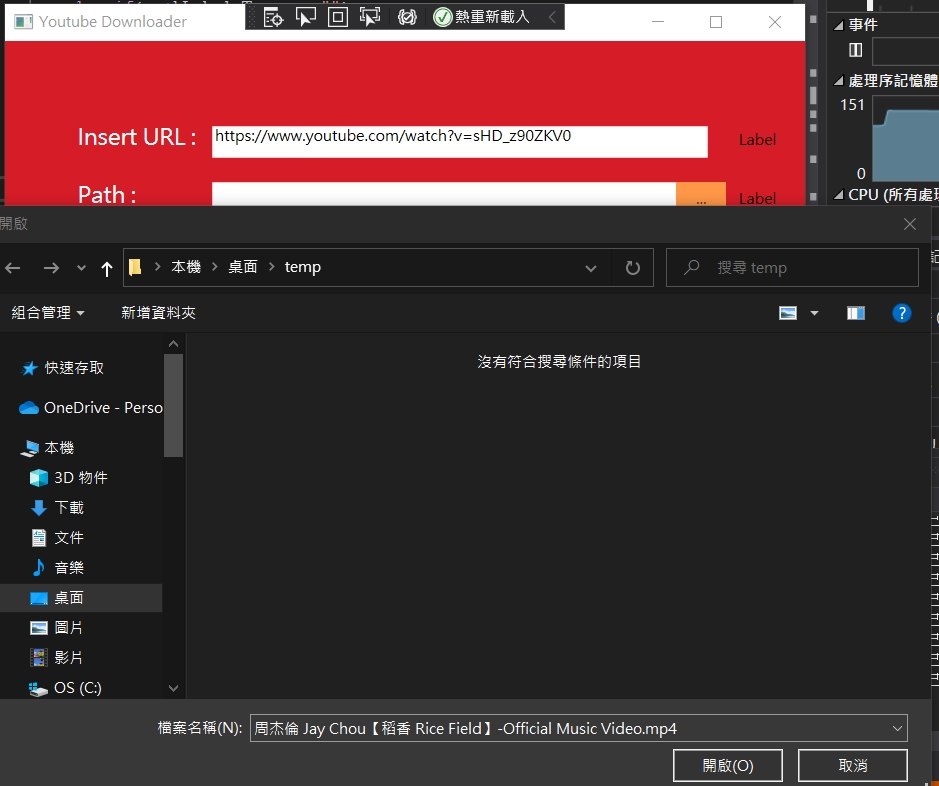 Youtube Downloader
熱重新載入
事件
處理序記憶體
151
0
CPU (所有處
Insert URL :
https://www.youtube.com/watch?v=sHD_z90ZKV0
Label
Path :
...
Label
開啟
本機
桌面
temp
搜尋 temp
組合管理
新增資料夾
?
快速存取
沒有符合搜尋條件的項目
OneDrive - Perso
本機
3D 物件
下載
文件
音樂
桌面
圖片
影片
OS (C:)
檔案名稱(N):
周杰倫 Jay Chou【稻香 Rice Field】-Official Music Video.mp4
開啟(O)
取消